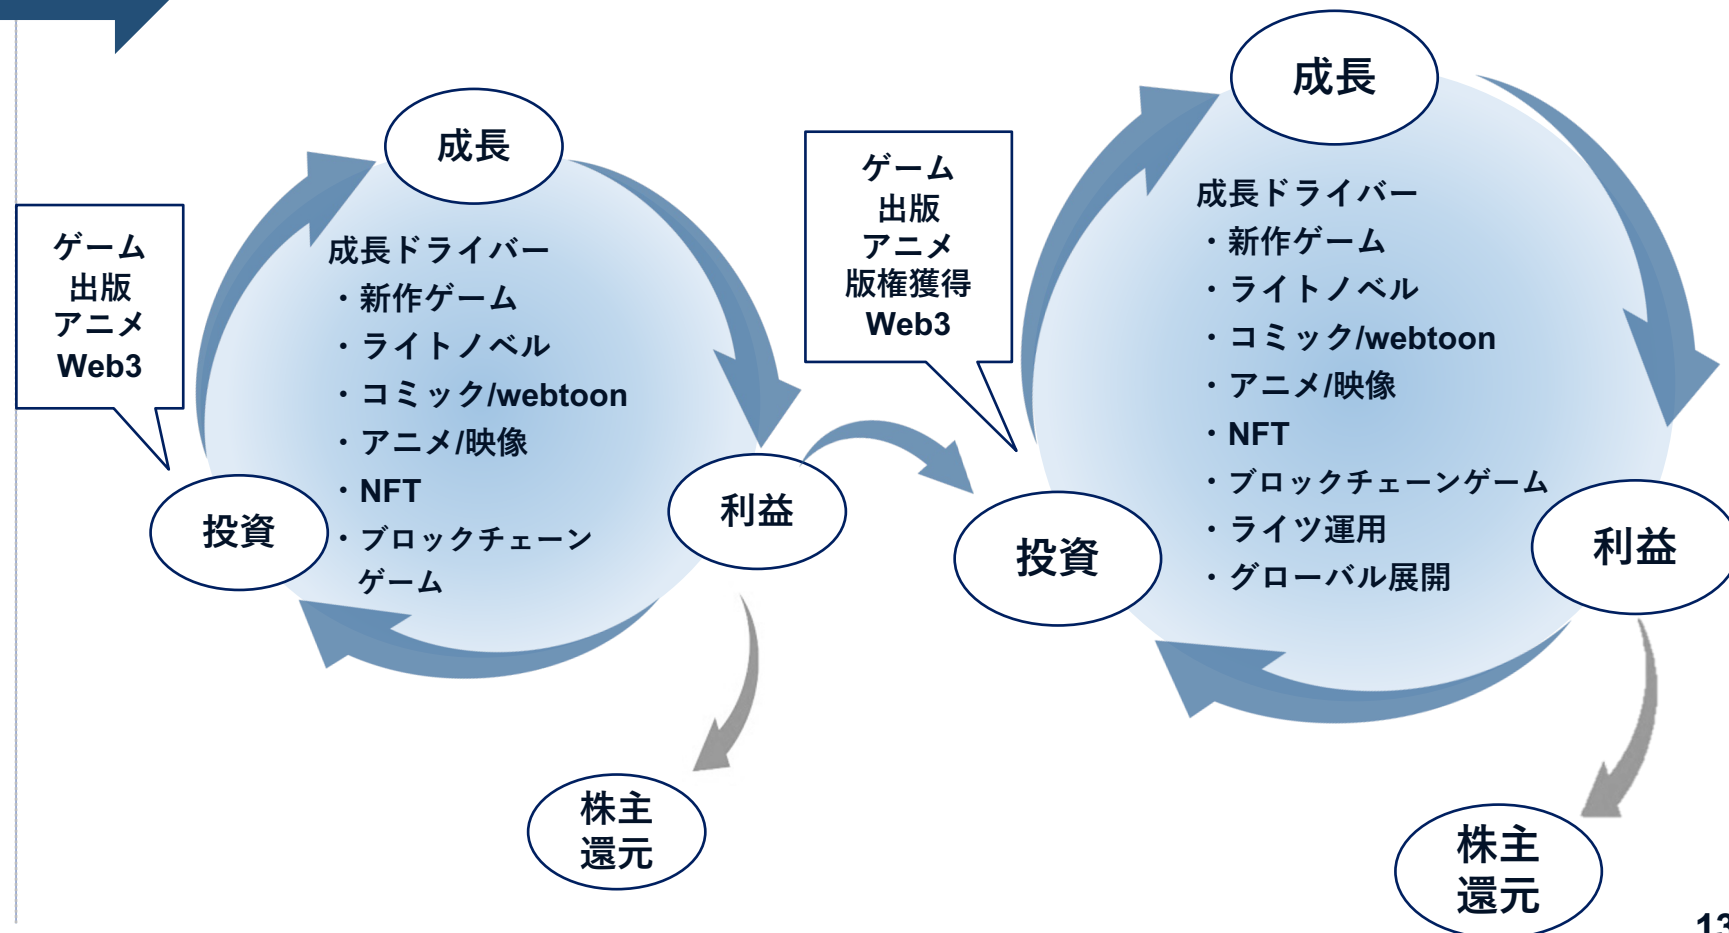 成長
ゲーム
出版
アニメ
Web3
成長ドライバー
・新作ゲーム
・ライトノベル
・コミック/webtoon
・アニメ/映像
・NFT
・ブロックチェーン
ゲーム
投資
利益
株主
還元
成長
ゲーム
出版
アニメ
版権獲得
Web3
成長ドライバー
・新作ゲーム
・ライトノベル
・コミック/webtoon
・アニメ/映像
・NFT
・ブロックチェーンゲーム
・ライツ運用
・グローバル展開
投資
利益
株主
還元
13